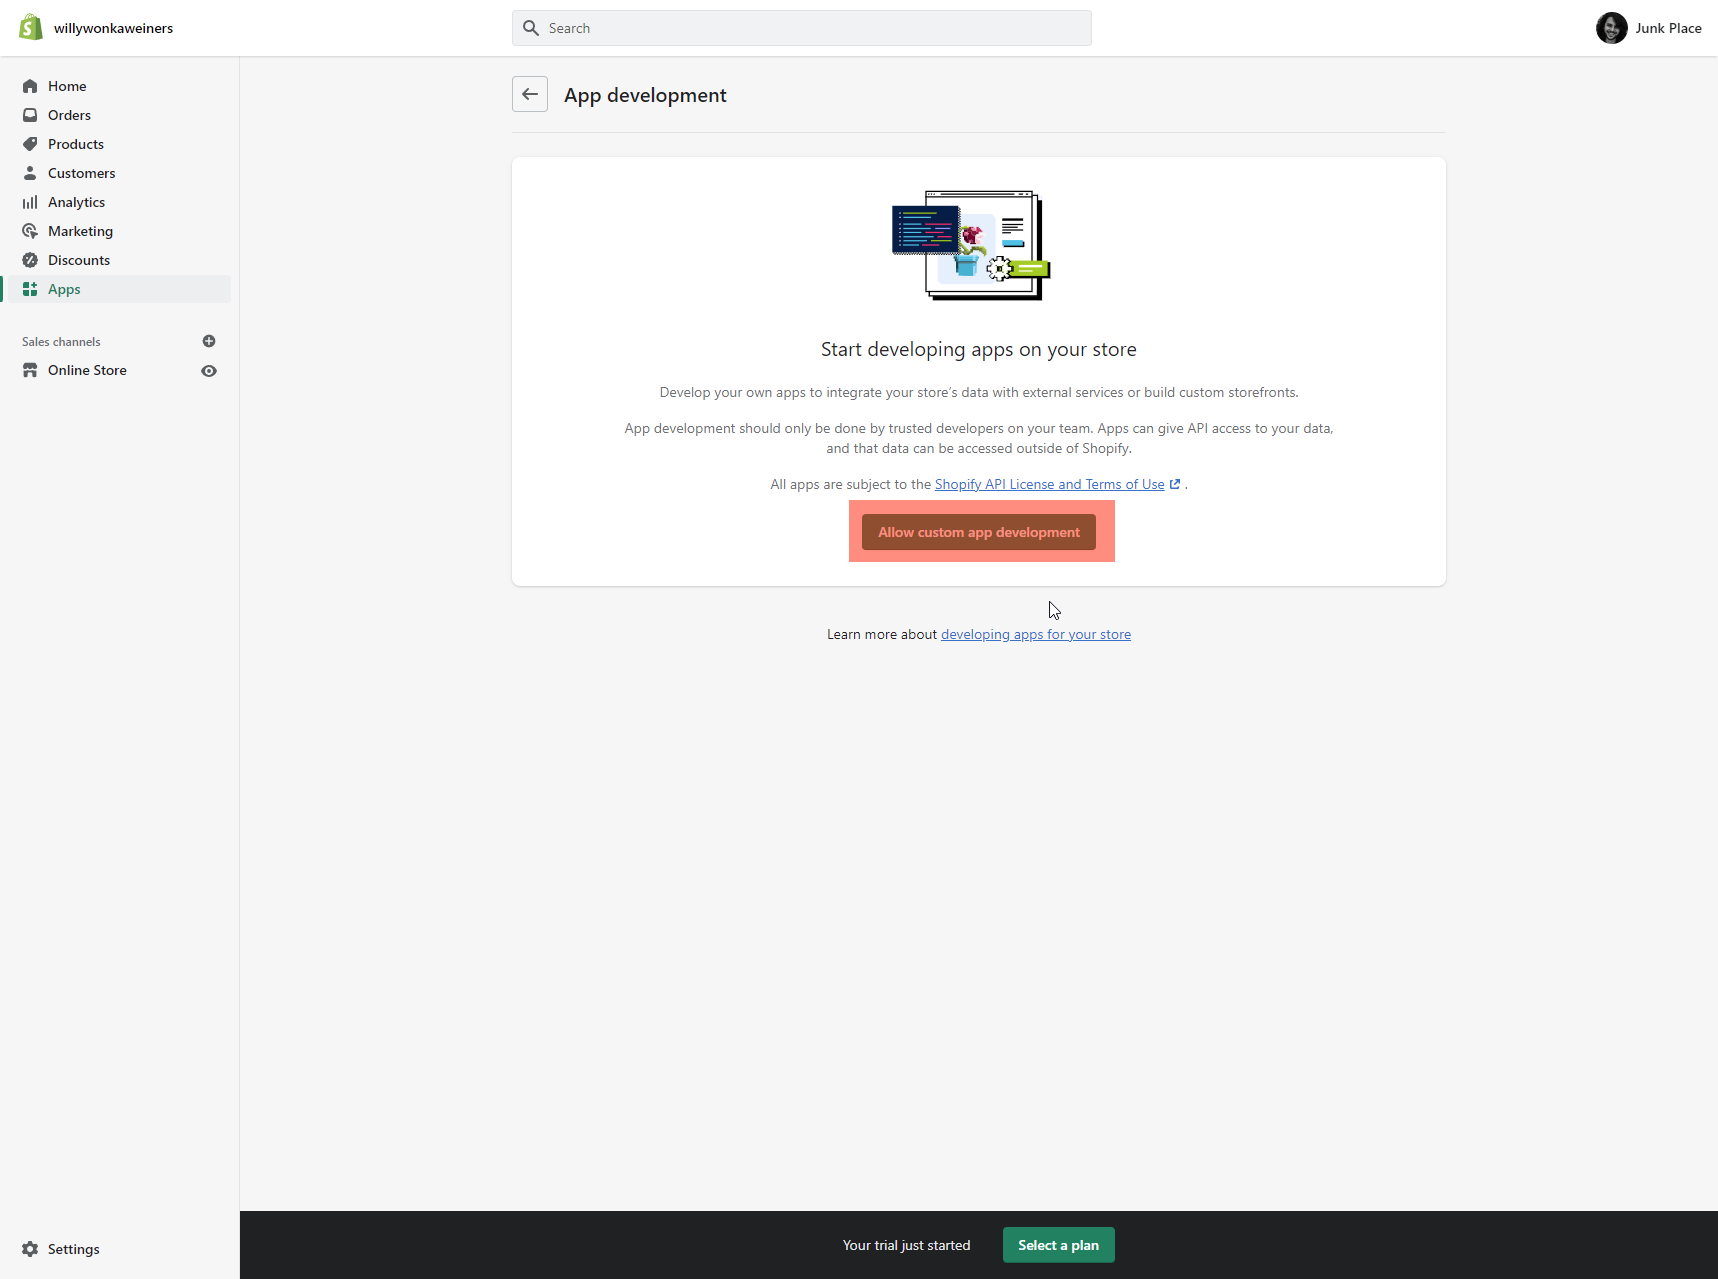 willywonkaweiners
Search
Junk Place
Home
Orders
Products
Customers
Analytics
Marketing
Discounts
Apps
Sales channels
Online Store
Settings
App development
Start developing apps on your store
Develop your own apps to integrate your store’s data with external services or build custom storefronts.
App development should only be done by trusted developers on your team. Apps can give API access to your data,
and that data can be accessed outside of Shopify.
All apps are subject to the Shopify API License and Terms of Use .
Allow custom app development
Learn more about developing apps for your store
Your trial just started
Select a plan